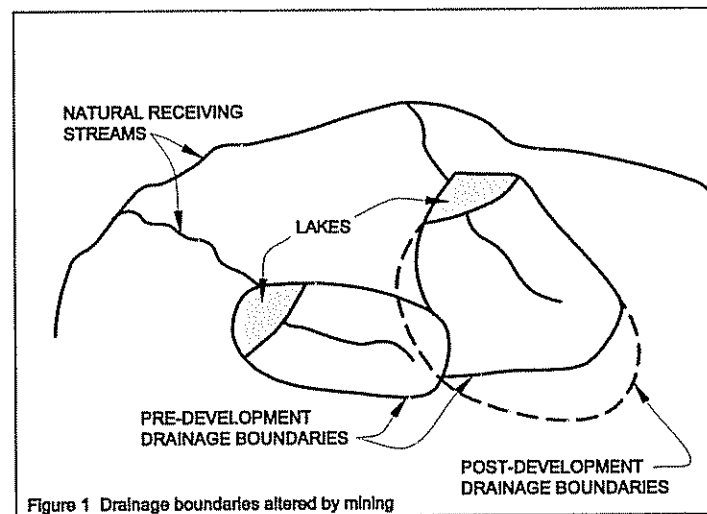 NATURAL RECEIVING
STREAMS
LAKES
PRE-DEVELOPMENT
DRAINAGE BOUNDARIES
POST-DEVELOPMENT
DRAINAGE BOUNDARIES
Figure 1 Drainage boundaries altered by mining